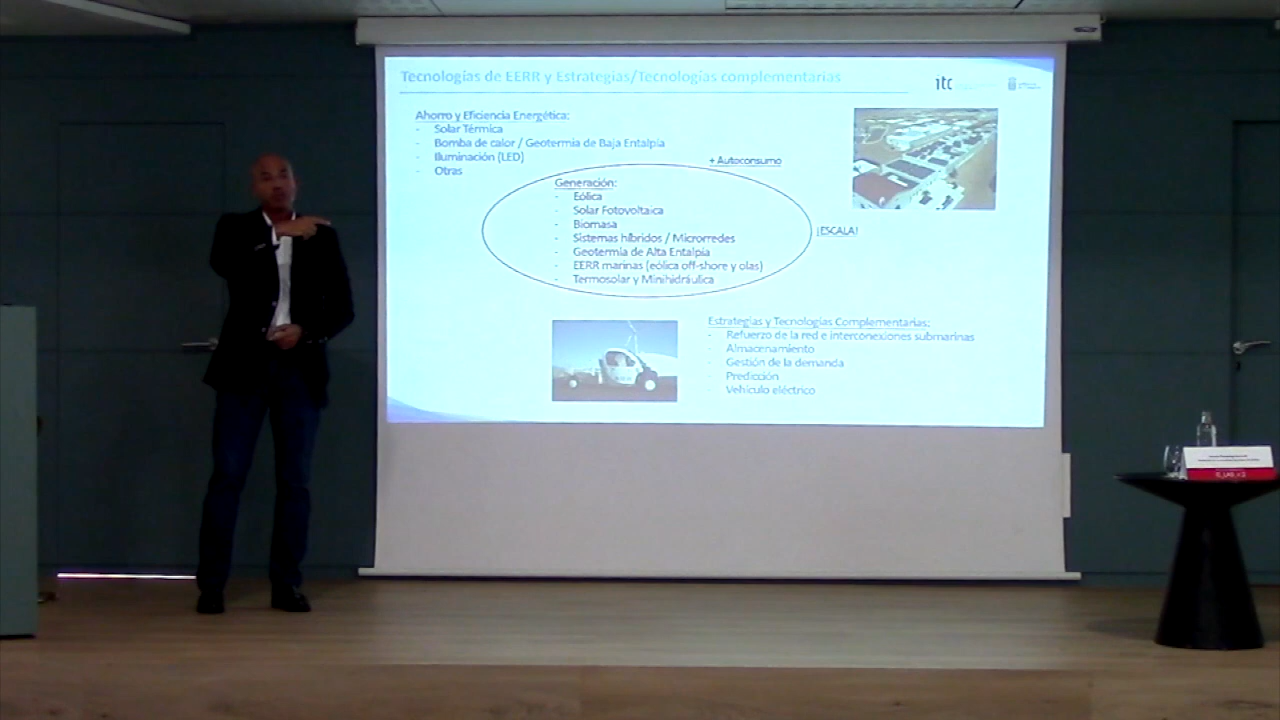 Tecnologías de EERR y Estrategias/Tecnologías complementarias
itc
Ahorro y Eficiencia Energética:
- Solar Térmica
- Bomba de calor / Geotermia de Baja Entalpia
- Iluminación (LED)
- Otras
+ Autoconsumo
Generación:
- Eólica
- Solar Fotovoltaica
- Biomasa
- Sistemas híbridos / Microrredes
- Geotermia de Alta Entalpia
- EERR marinas (eólica off-shore y olas)
- Termosolar y Minihidráulica
¡ESCALA!
Estrategias y Tecnologías Complementarias:
- Refuerzo de la red e interconexiones submarinas
- Almacenamiento
- Gestión de la demanda
- Predicción
- Vehículo eléctrico